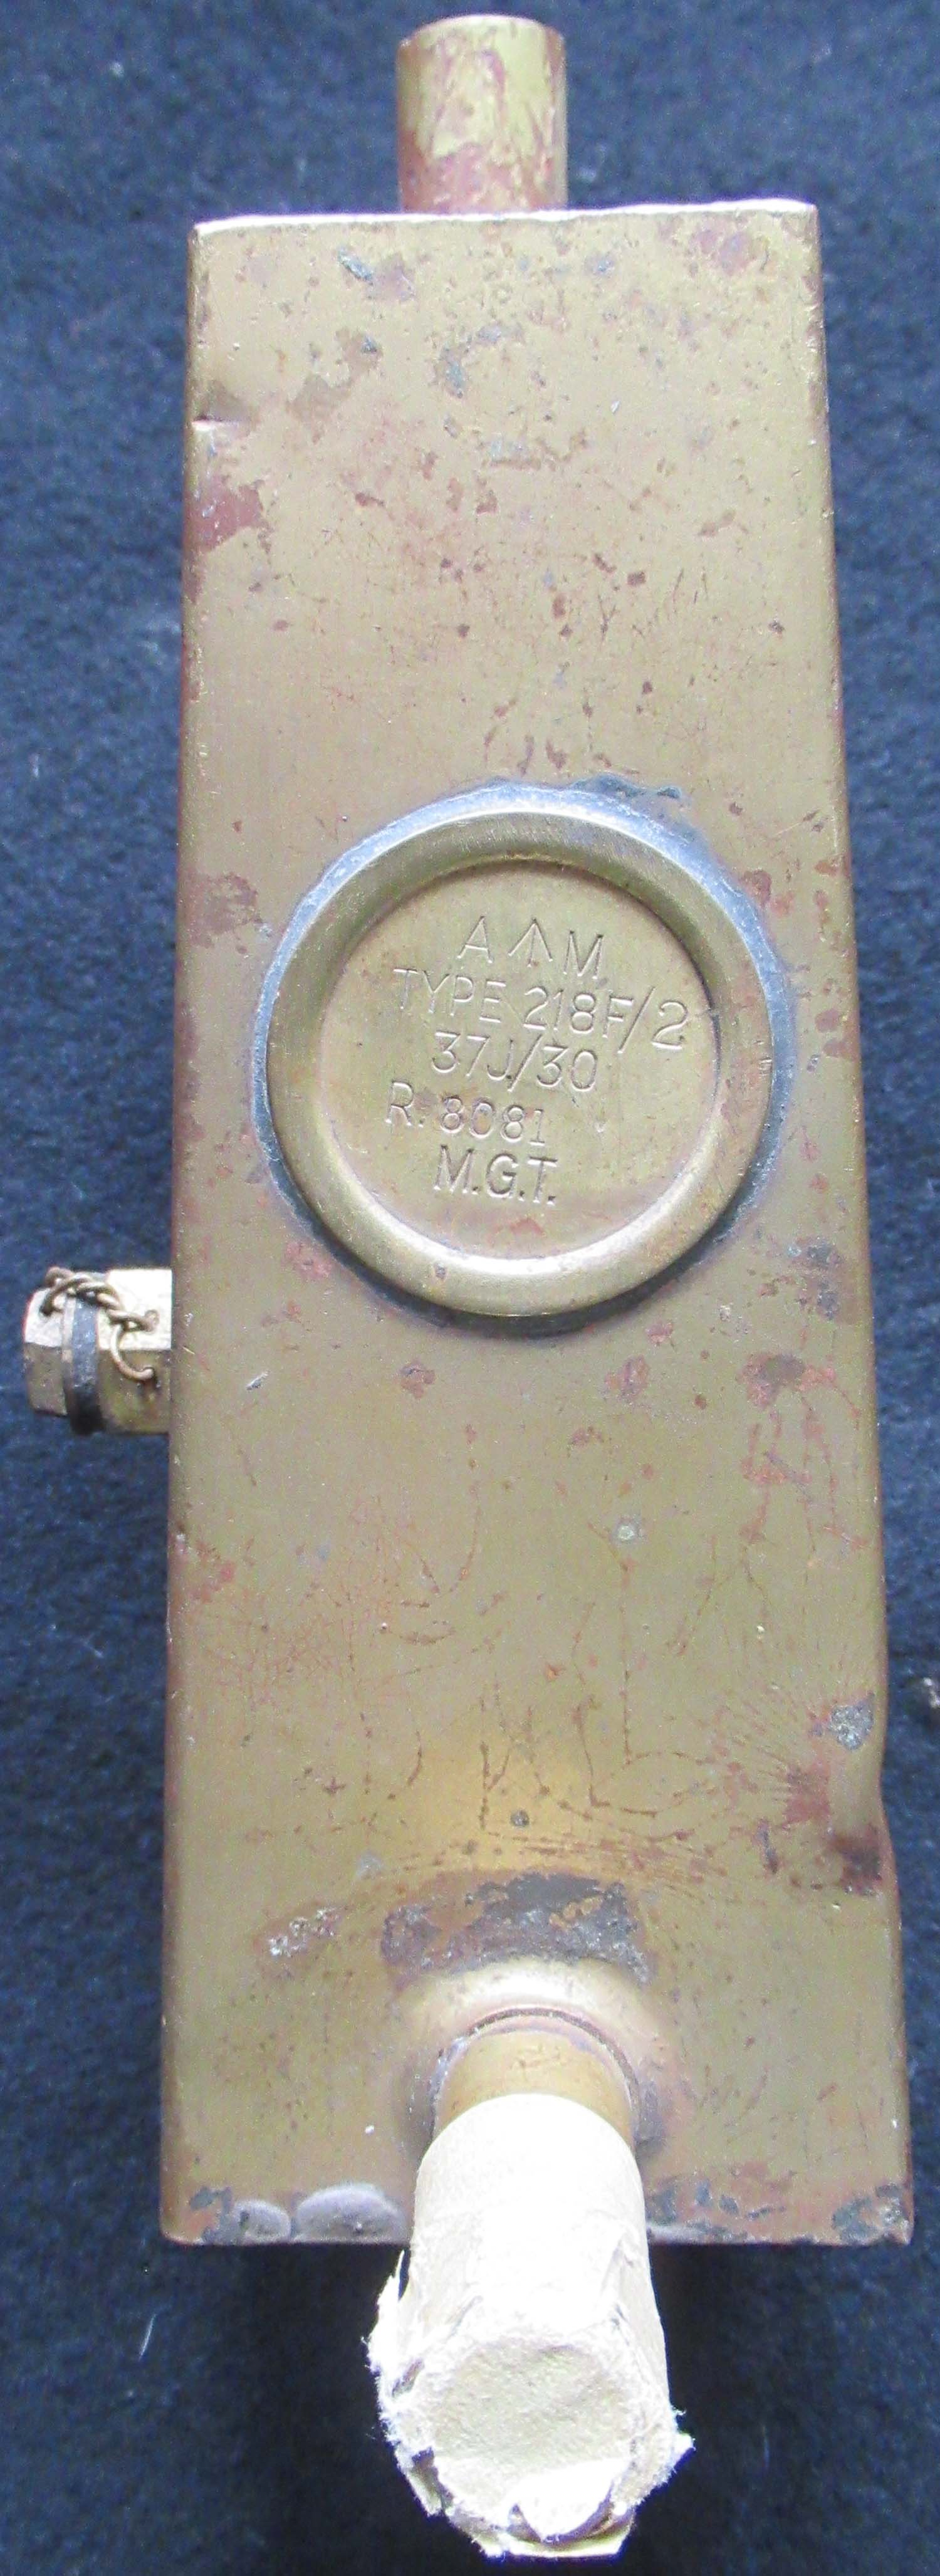 A ↑ M
TYPE 218F/2
37J/30
R. 8081
M.G.T.